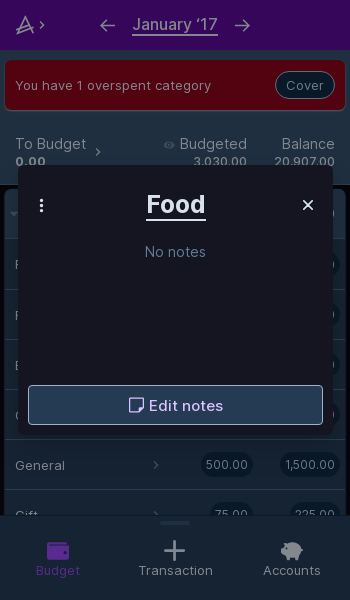 January ‘17
You have 1 overspent category
Cover
To Budget
0.00
Budgeted
3,030.00
Balance
20,907.00
Food
No notes
Edit notes
General
500.00
1,500.00
Gift
75.00
225.00
Budget
Transaction
Accounts